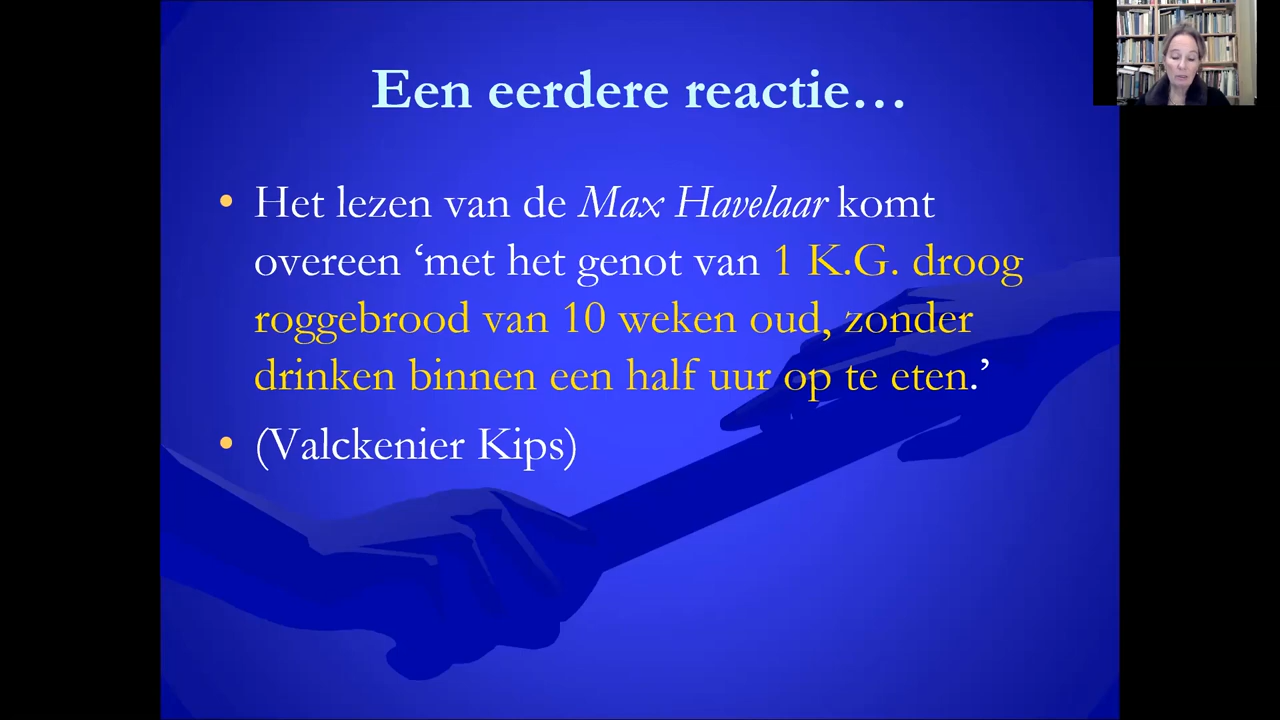 Een eerdere reactie…
• Het lezen van de Max Havelaar komt
overeen ‘met het genot van 1 K.G. droog
roggebrood van 10 weken oud, zonder
drinken binnen een half uur op te eten.’
• (Valckenier Kips)